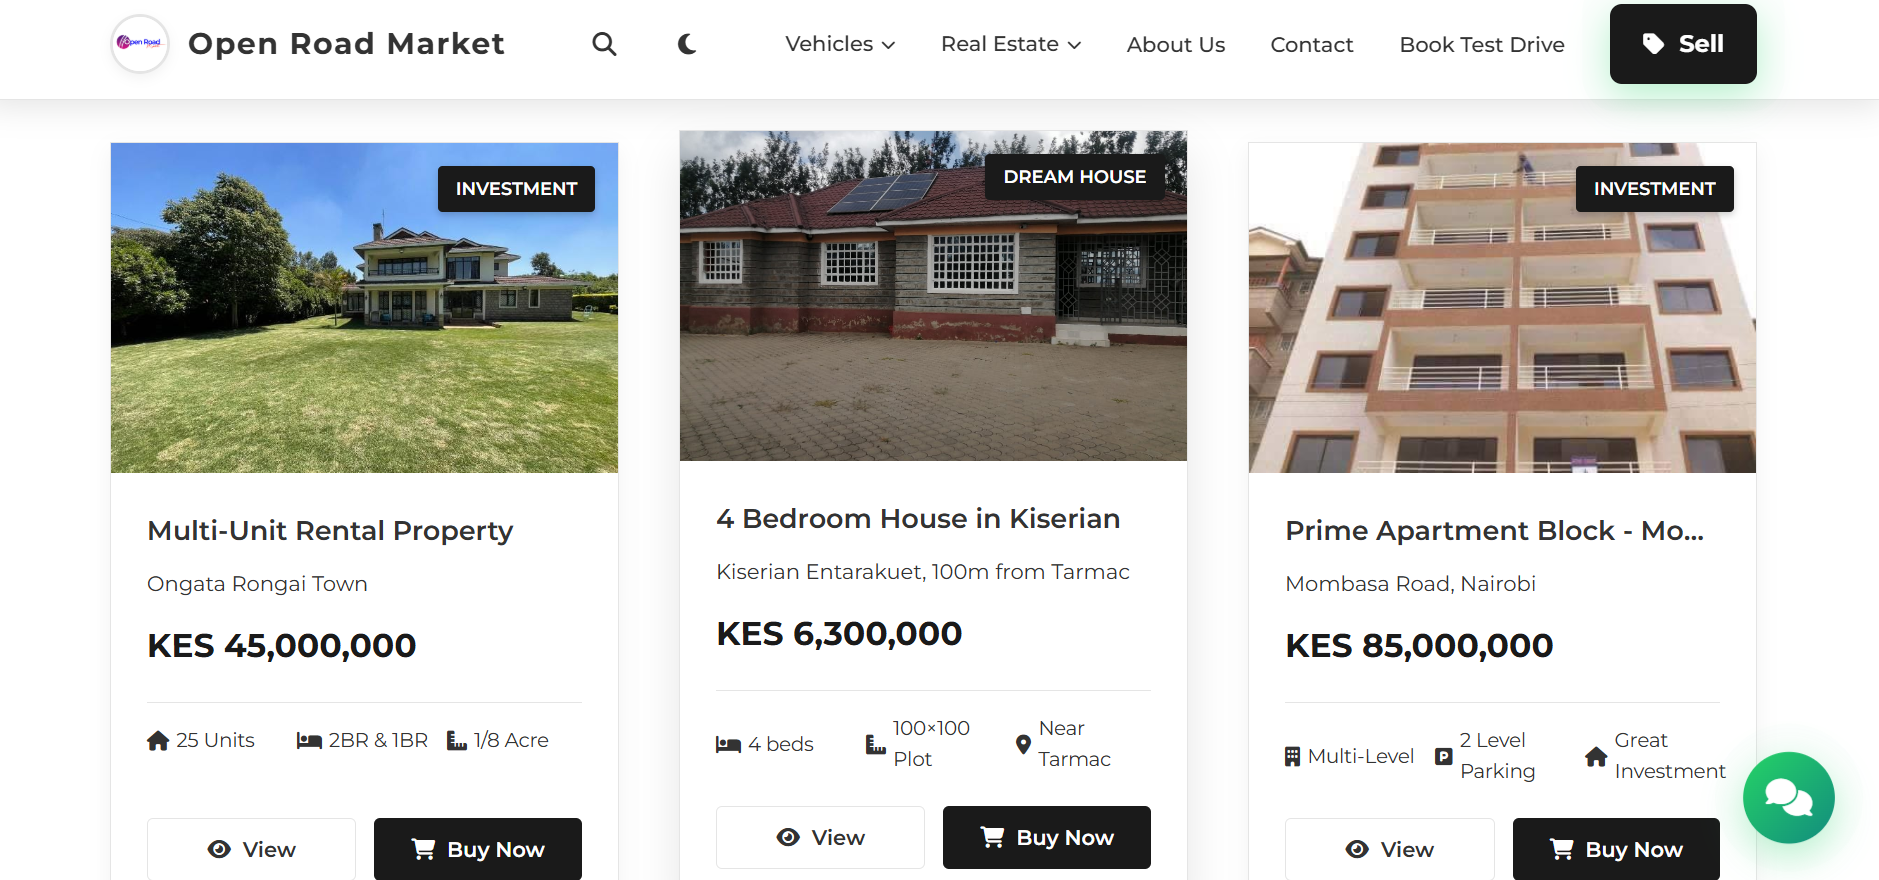 Open Road
Open Road Market
Vehicles
Real Estate
About Us
Contact
Book Test Drive
Sell
INVESTMENT
Multi-Unit Rental Property
Ongata Rongai Town
KES 45,000,000
25 Units
2BR & 1BR
1/8 Acre
View
Buy Now
DREAM HOUSE
4 Bedroom House in Kiserian
Kiserian Entarakuet, 100m from Tarmac
KES 6,300,000
4 beds
100×100
Plot
Near
Tarmac
View
Buy Now
INVESTMENT
Prime Apartment Block - Mo...
Mombasa Road, Nairobi
KES 85,000,000
Multi-Level
P
2 Level
Parking
Great
Investment
View
Buy Now